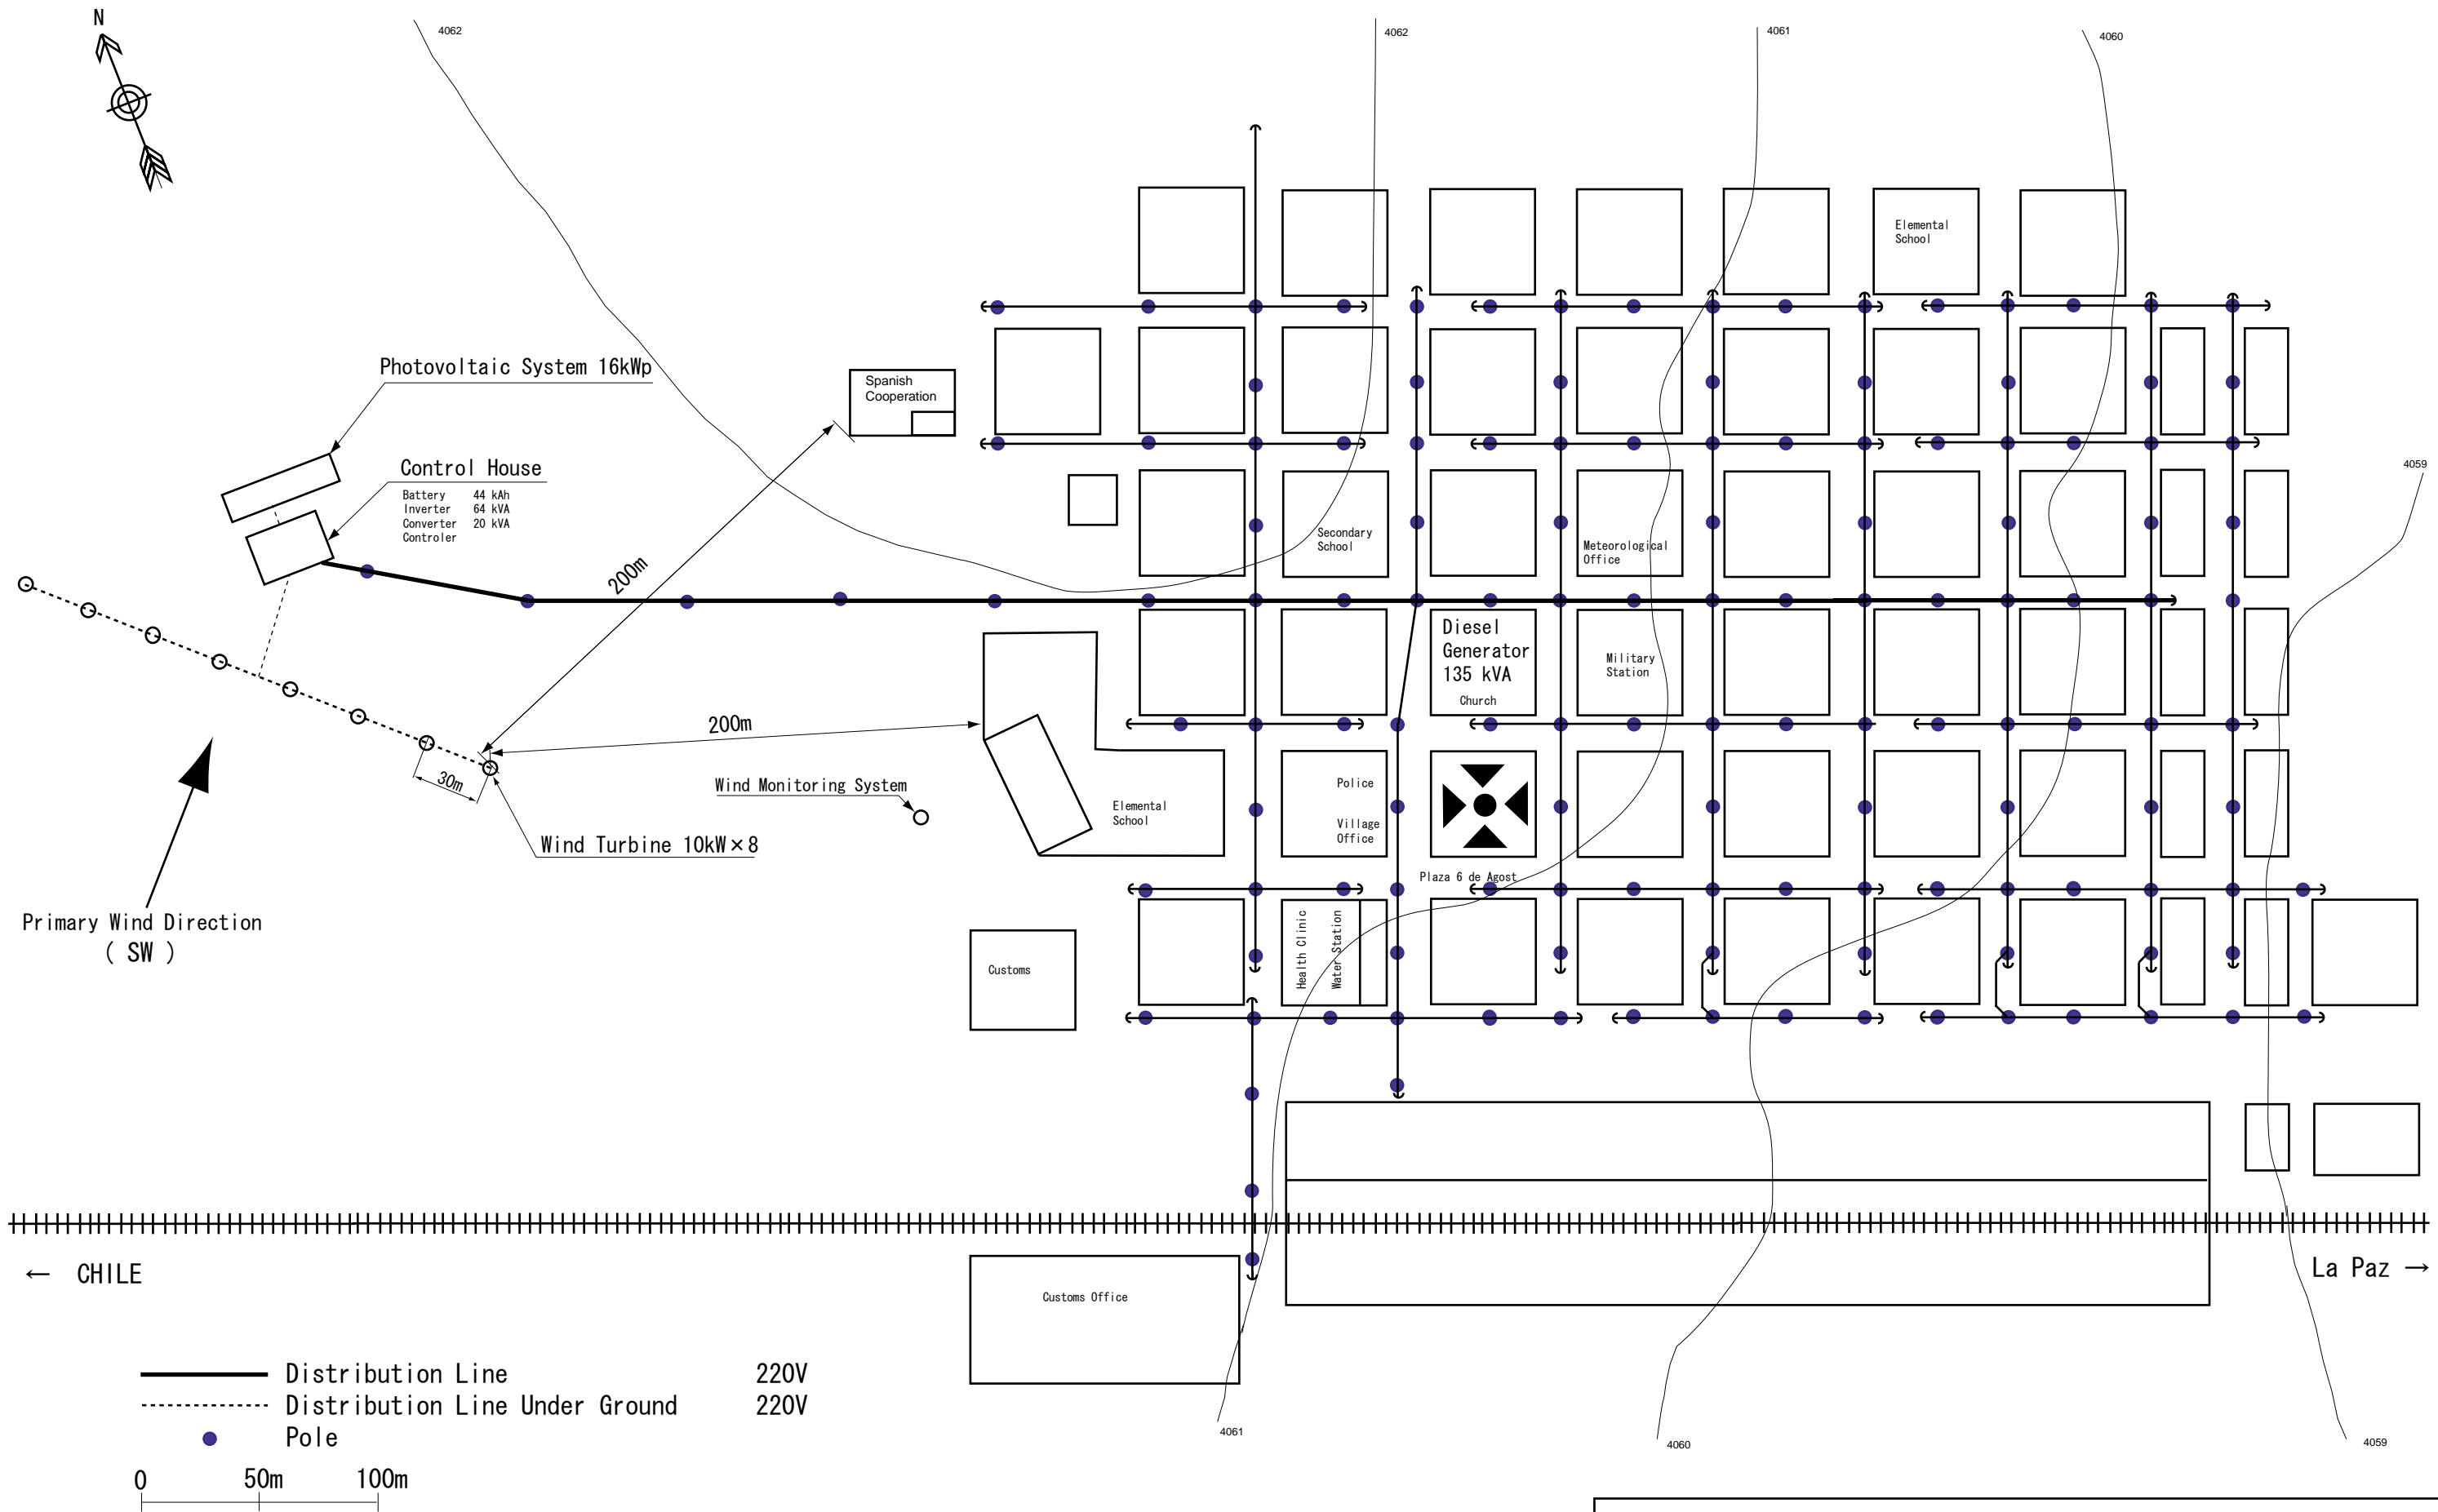 N
4062
4062
4061
4060
Elemental
School
Photovoltaic System 16kWp
Spanish
Cooperation
Control House
Battery 44 kAh
Inverter 64 kVA
Converter 20 kVA
Controler
4059
Secondary
School
Meteorological
Office
200m
Diesel
Generator
135 kVA
Church
Military
Station
200m
30m
Wind Monitoring System
Wind Turbine 10kW×8
Elemental
School
Police
Village
Office
Plaza 6 de Agost
Primary Wind Direction
( SW )
Customs
Health Clinic
Water Station
← CHILE
La Paz →
Customs Office
Distribution Line 220V
Distribution Line Under Ground 220V
Pole
4061
4060
4059
0 50m 100m